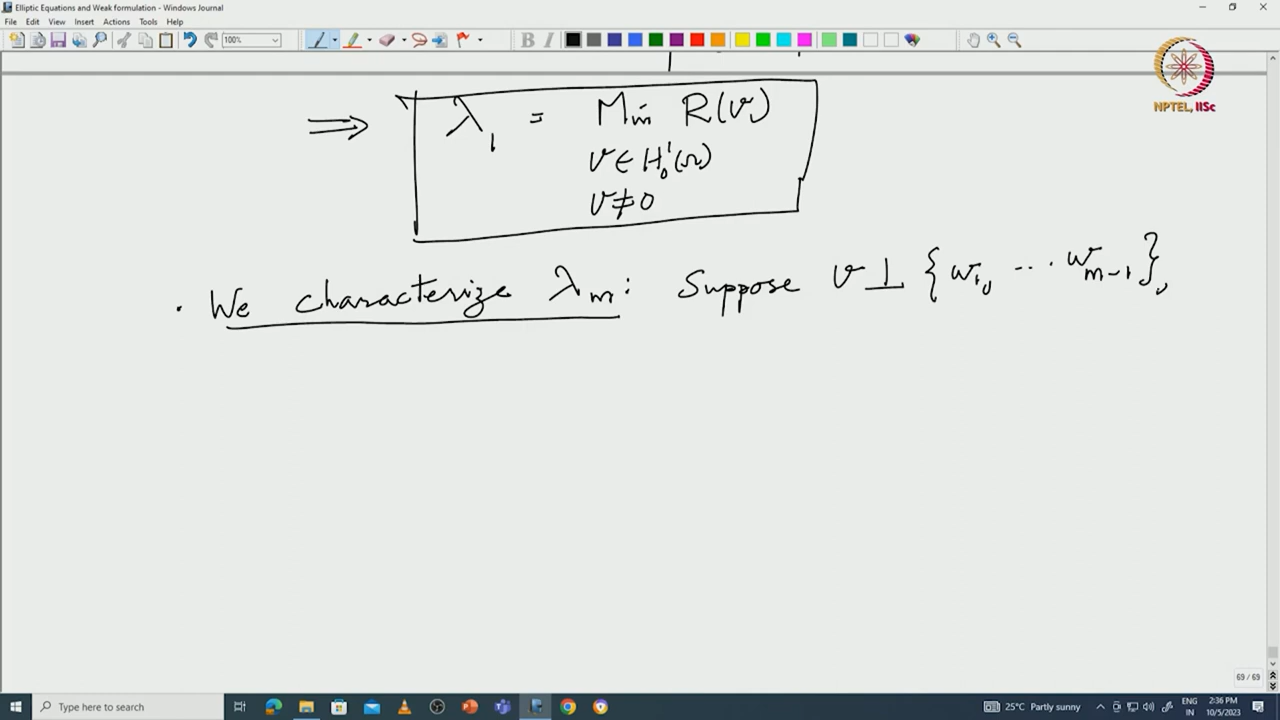 Elliptic Equations and Weak formulation - Windows Journal
File Edit View Insert Actions Tools Help
100%
B I
NPTEL, IISc
⟹ λ₁ = Min R(v)
v ∈ H₀¹(Ω)
v ≠ 0
· We characterize λₘ : Suppose v ⊥ {w₁, ... wₘ₋₁},
69 / 69
Type here to search
25°C Partly sunny
ENG
IN
2:36 PM
10/5/2023